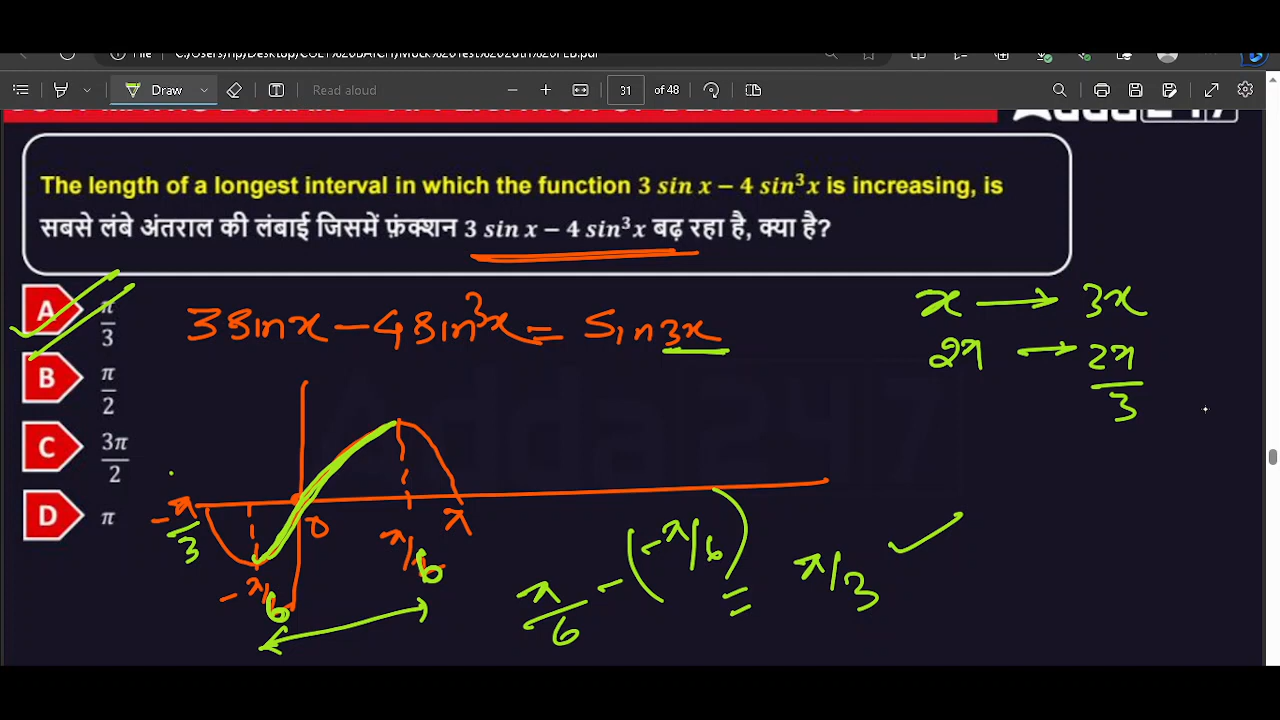 Draw
Read aloud
31
of 48
The length of a longest interval in which the function 3 sin x − 4 sin³x is increasing, is
सबसे लंबे अंतराल की लंबाई जिसमें फ़ंक्शन 3 sin x − 4 sin³x बढ़ रहा है, क्या है?
A π/3
B π/2
C 3π/2
D π
3sinx − 4sin³x = sin3x
x → 3x
2π → 2π/3
-π/3
-π/6
0
π/6
π
π/6 − (−π/6) = π/3